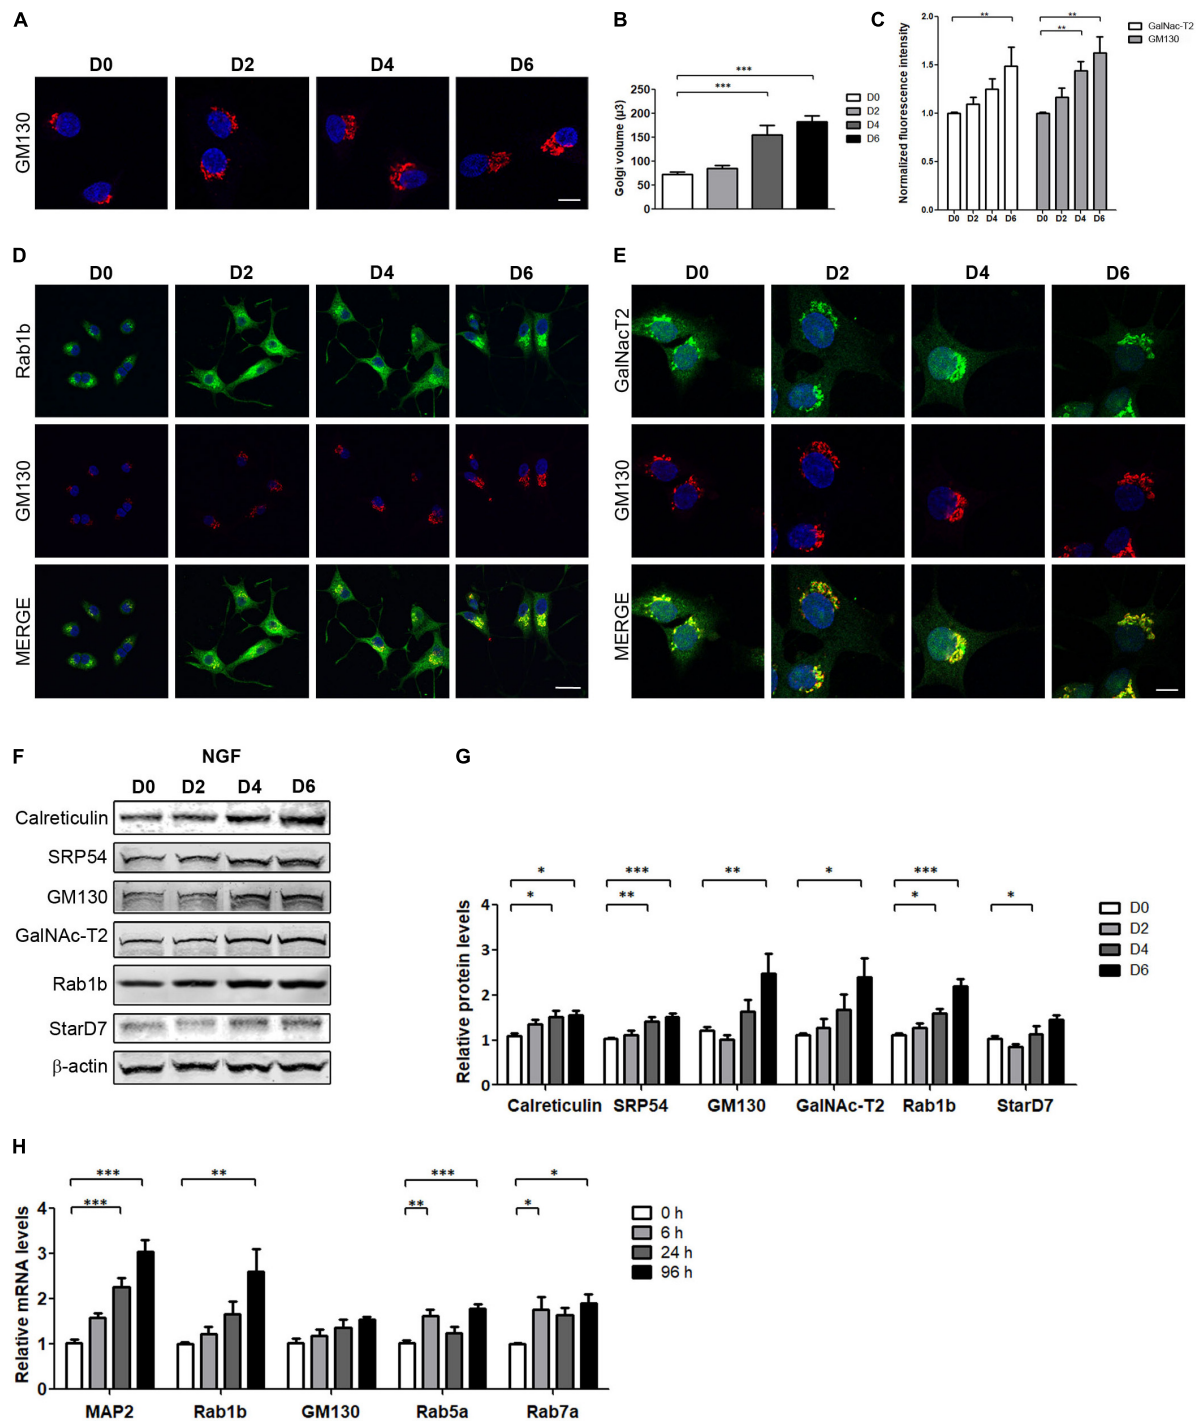 A
D0 D2 D4 D6
GM130
B
*** 
***
Golgi volume (µ3)
250
200
150
100
50
0
D0
D2
D4
D6
C
Normalized fluorescence intensity
2.0
1.5
1.0
0.5
0.0
** ** **
D0 D2 D4 D6 D0 D2 D4 D6
GalNac-T2
GM130
D
D0 D2 D4 D6
Rab1b
GM130
MERGE
E
D0 D2 D4 D6
GalNacT2
GM130
MERGE
F
NGF
D0 D2 D4 D6
Calreticulin
SRP54
GM130
GalNAc-T2
Rab1b
StarD7
β-actin
G
Relative protein levels
4
3
2
1
0
* *** ** * ***
* ** * *
Calreticulin SRP54 GM130 GalNAc-T2 Rab1b StarD7
D0
D2
D4
D6
H
Relative mRNA levels
4
3
2
1
0
*** ** *** *
*** ** *
MAP2 Rab1b GM130 Rab5a Rab7a
0 h
6 h
24 h
96 h